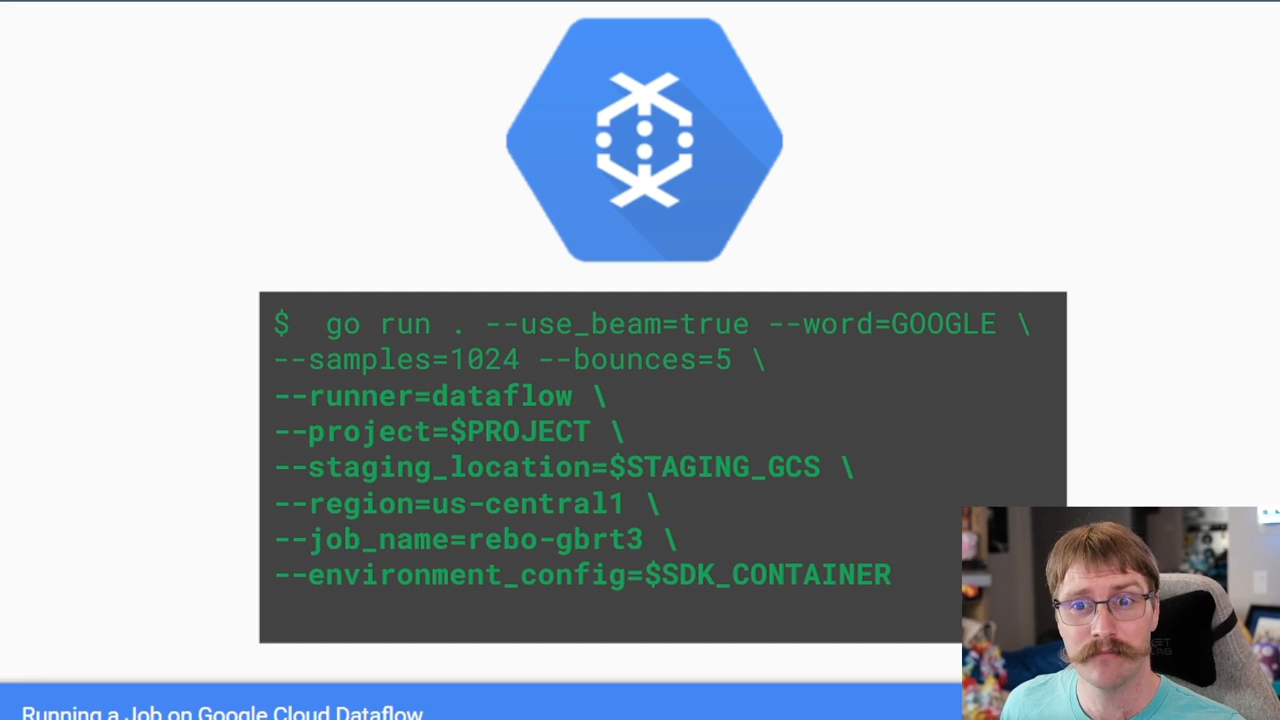 $  go run . --use_beam=true --word=GOOGLE \
--samples=1024 --bounces=5 \
--runner=dataflow \
--project=$PROJECT \
--staging_location=$STAGING_GCS \
--region=us-central1 \
--job_name=rebo-gbrt3 \
--environment_config=$SDK_CONTAINER
Running a Job on Google Cloud Dataflow